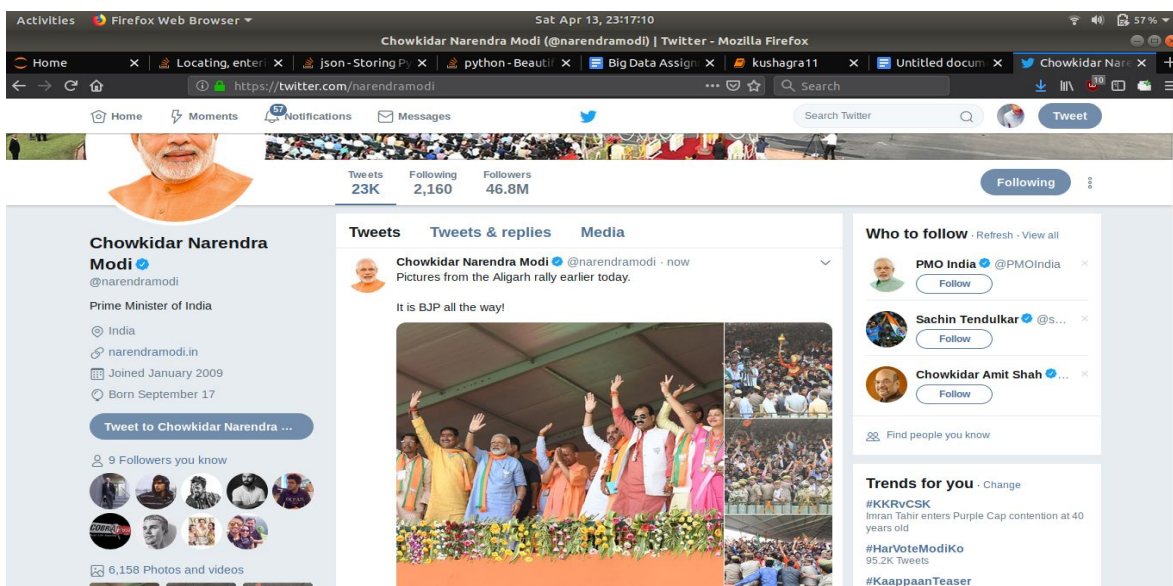 Activities Firefox Web Browser Sat Apr 13, 23:17:10 57%
Chowkidar Narendra Modi (@narendramodi) | Twitter - Mozilla Firefox
Home Locating, enteri json - Storing Py python - Beautif Big Data Assign kushagra11 Untitled docum Chowkidar Nare
https://twitter.com/narendramodi Search 10
Home Moments 57 Notifications Messages Search Twitter Tweet
Tweets Following Followers
23K 2,160 46.8M
Following
Chowkidar Narendra
Modi
@narendramodi
Prime Minister of India
India
narendramodi.in
Joined January 2009
Born September 17
Tweet to Chowkidar Narendra ...
9 Followers you know
6,158 Photos and videos
Tweets Tweets & replies Media
Chowkidar Narendra Modi @narendramodi · now
Pictures from the Aligarh rally earlier today.
It is BJP all the way!
Who to follow · Refresh · View all
PMO India @PMOIndia
Follow
Sachin Tendulkar @s...
Follow
Chowkidar Amit Shah ...
Follow
Find people you know
Trends for you · Change
#KKRvCSK
Imran Tahir enters Purple Cap contention at 40
years old
#HarVoteModiKo
95.2K Tweets
#KaappaanTeaser